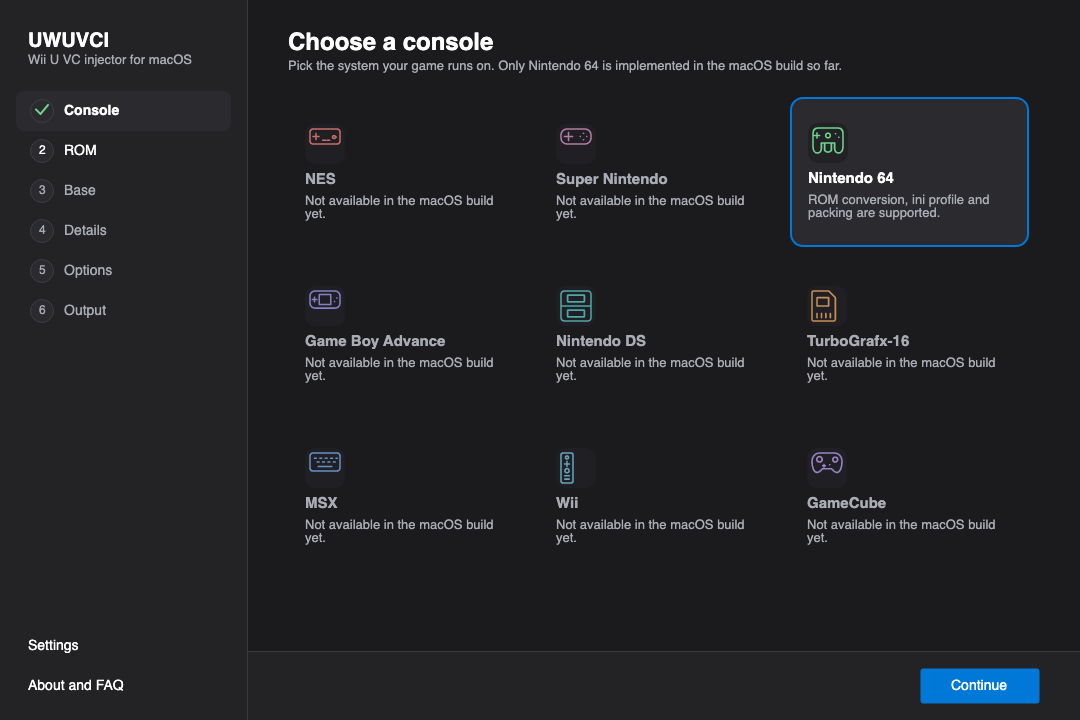 UWUVCI
Wii U VC injector for macOS
Console
2 ROM
3 Base
4 Details
5 Options
6 Output
Settings
About and FAQ
Choose a console
Pick the system your game runs on. Only Nintendo 64 is implemented in the macOS build so far.
NES
Not available in the macOS build
yet.
Super Nintendo
Not available in the macOS build
yet.
Nintendo 64
ROM conversion, ini profile and
packing are supported.
Game Boy Advance
Not available in the macOS build
yet.
Nintendo DS
Not available in the macOS build
yet.
TurboGrafx-16
Not available in the macOS build
yet.
MSX
Not available in the macOS build
yet.
Wii
Not available in the macOS build
yet.
GameCube
Not available in the macOS build
yet.
Continue